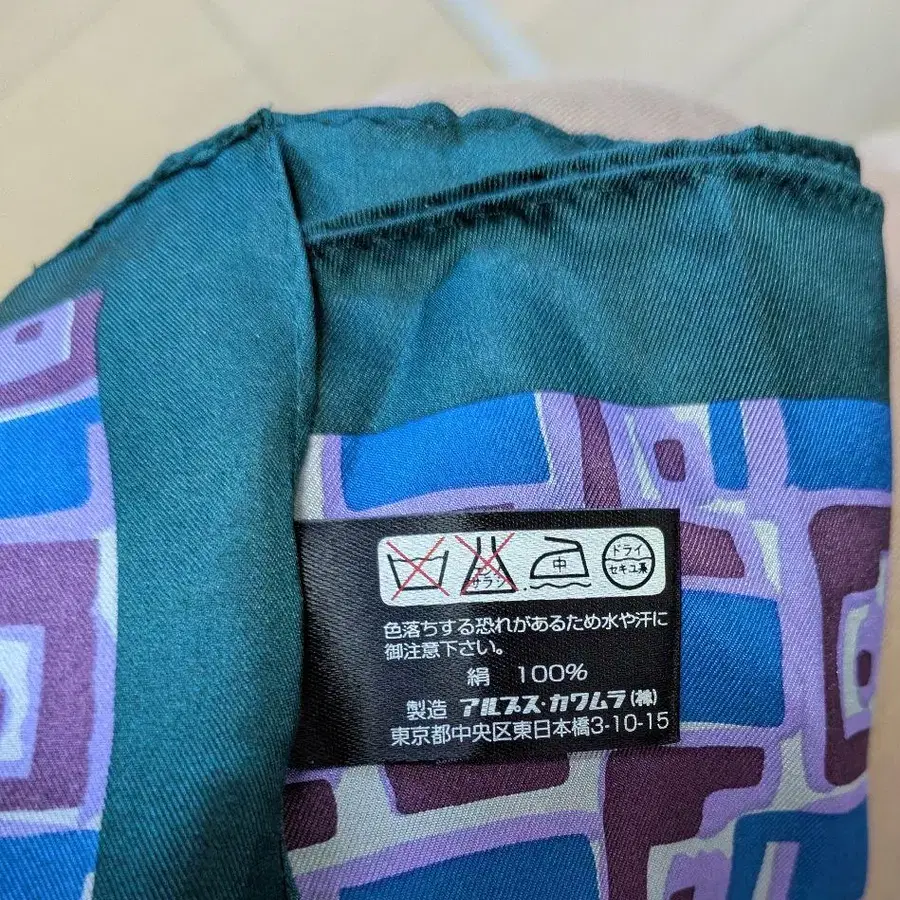 エンソ サラシ 中 ドライ
セキユ系
色落ちする恐れがあるため水や汗に
御注意下さい。
絹 100%
製造 アルプス・カワムラ(株)
東京都中央区東日本橋3-10-15